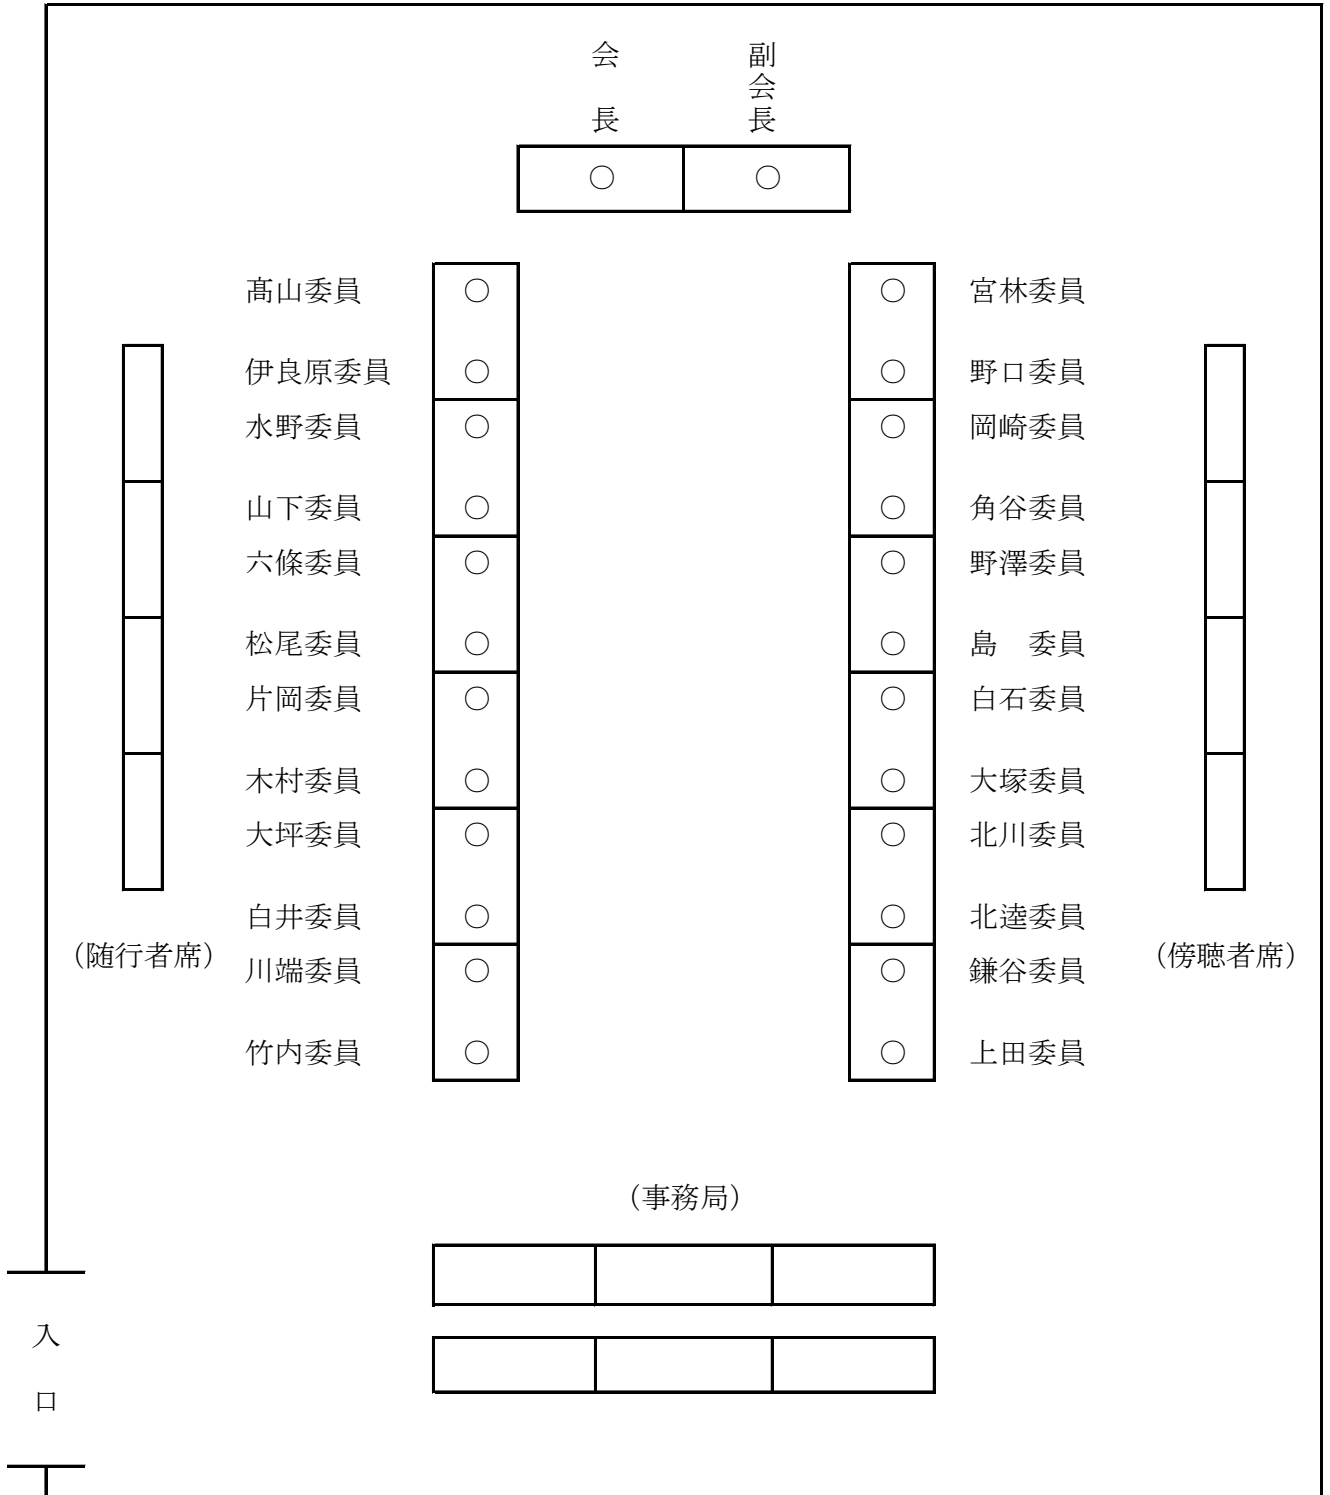 会長
副会長
○ ○
髙山委員 ○ ○ 宮林委員
伊良原委員 ○ ○ 野口委員
水野委員 ○ ○ 岡崎委員
山下委員 ○ ○ 角谷委員
六條委員 ○ ○ 野澤委員
松尾委員 ○ ○ 島　委員
片岡委員 ○ ○ 白石委員
木村委員 ○ ○ 大塚委員
大坪委員 ○ ○ 北川委員
白井委員 ○ ○ 北逵委員
（随行者席）
（傍聴者席）
川端委員 ○ ○ 鎌谷委員
竹内委員 ○ ○ 上田委員
（事務局）
入口